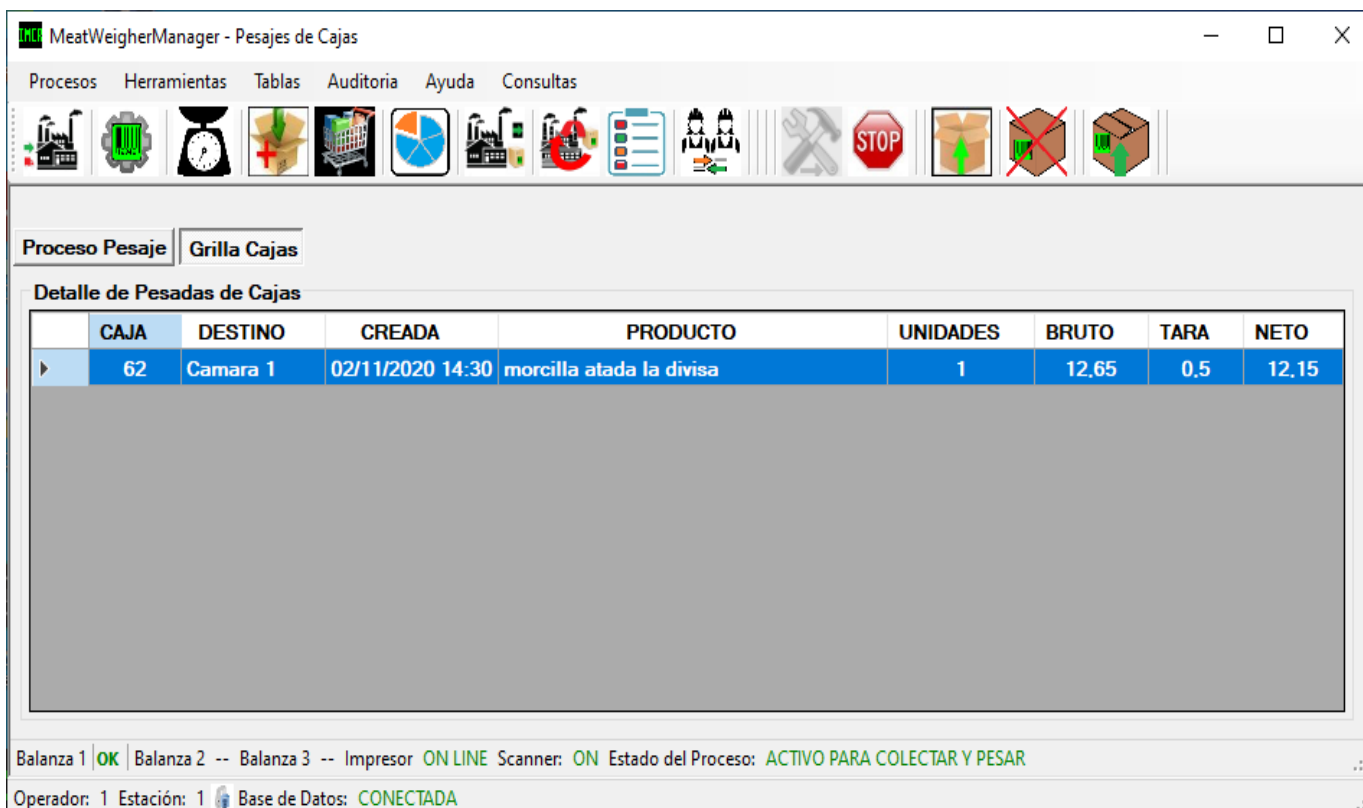 IMCR MeatWeigherManager - Pesajes de Cajas
Procesos Herramientas Tablas Auditoria Ayuda Consultas
STOP
Proceso Pesaje Grilla Cajas
Detalle de Pesadas de Cajas
CAJA DESTINO CREADA PRODUCTO UNIDADES BRUTO TARA NETO
62 Camara 1 02/11/2020 14:30 morcilla atada la divisa 1 12,65 0,5 12,15
Balanza 1 OK Balanza 2 -- Balanza 3 -- Impresor ON LINE Scanner: ON Estado del Proceso: ACTIVO PARA COLECTAR Y PESAR
Operador: 1 Estación: 1 Base de Datos: CONECTADA